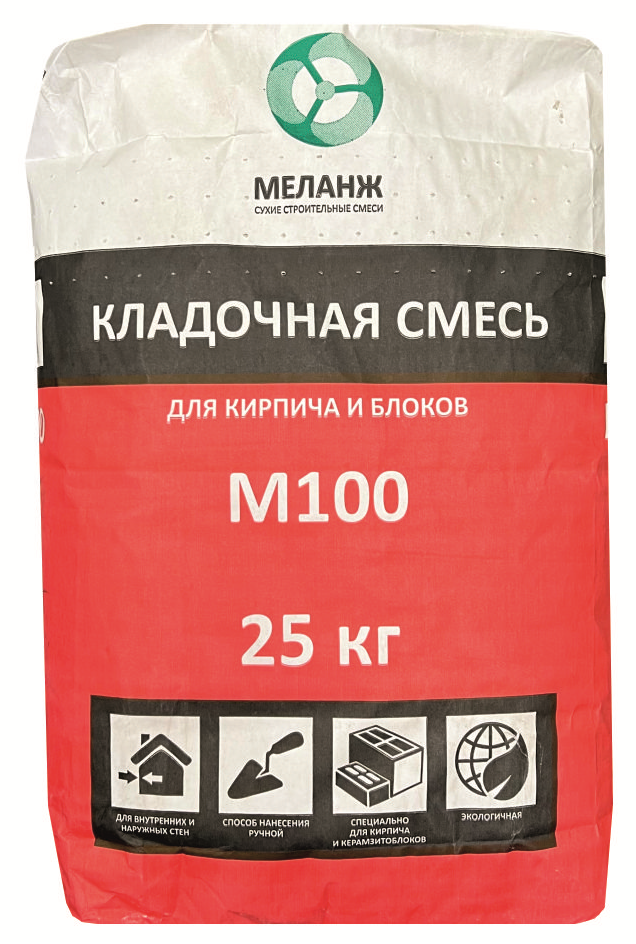 МЕЛАНЖ
СУХИЕ СТРОИТЕЛЬНЫЕ СМЕСИ
КЛАДОЧНАЯ СМЕСЬ
ДЛЯ КИРПИЧА И БЛОКОВ
М100
25 кг
ДЛЯ ВНУТРЕННИХ И
НАРУЖНЫХ СТЕН
СПОСОБ НАНЕСЕНИЯ
РУЧНОЙ
СПЕЦИАЛЬНО
ДЛЯ КИРПИЧА
И КЕРАМЗИТОБЛОКОВ
ЭКОЛОГИЧНАЯ